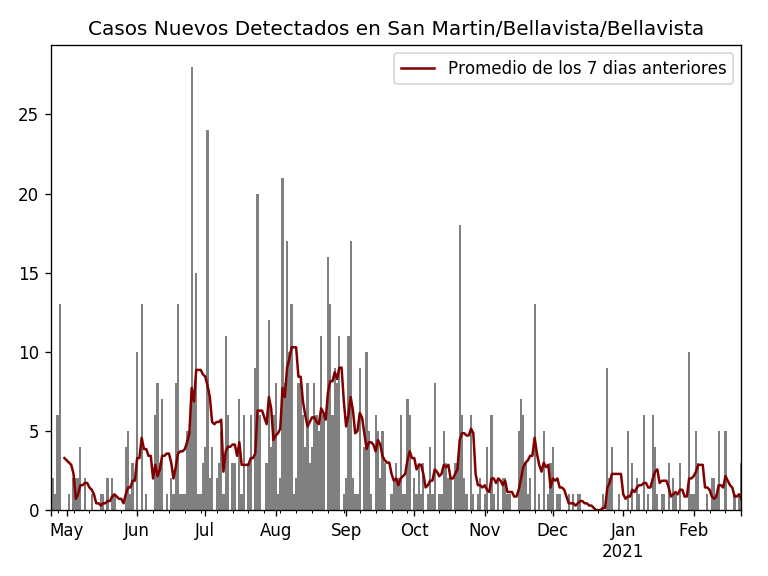 Casos Nuevos Detectados en San Martin/Bellavista/Bellavista
Promedio de los 7 dias anteriores
25
20
15
10
5
0
May Jun Jul Aug Sep Oct Nov Dec Jan Feb
2021